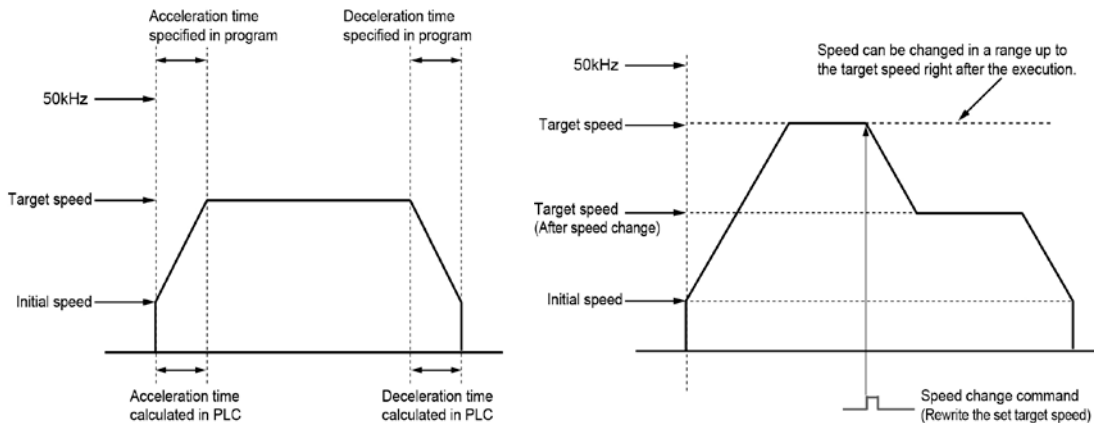 Acceleration time
specified in program
Deceleration time
specified in program
50kHz
Target speed
Initial speed
Acceleration time
calculated in PLC
Deceleration time
calculated in PLC
Speed can be changed in a range up to
the target speed right after the execution.
50kHz
Target speed
Target speed
(After speed change)
Initial speed
Speed change command
(Rewrite the set target speed)